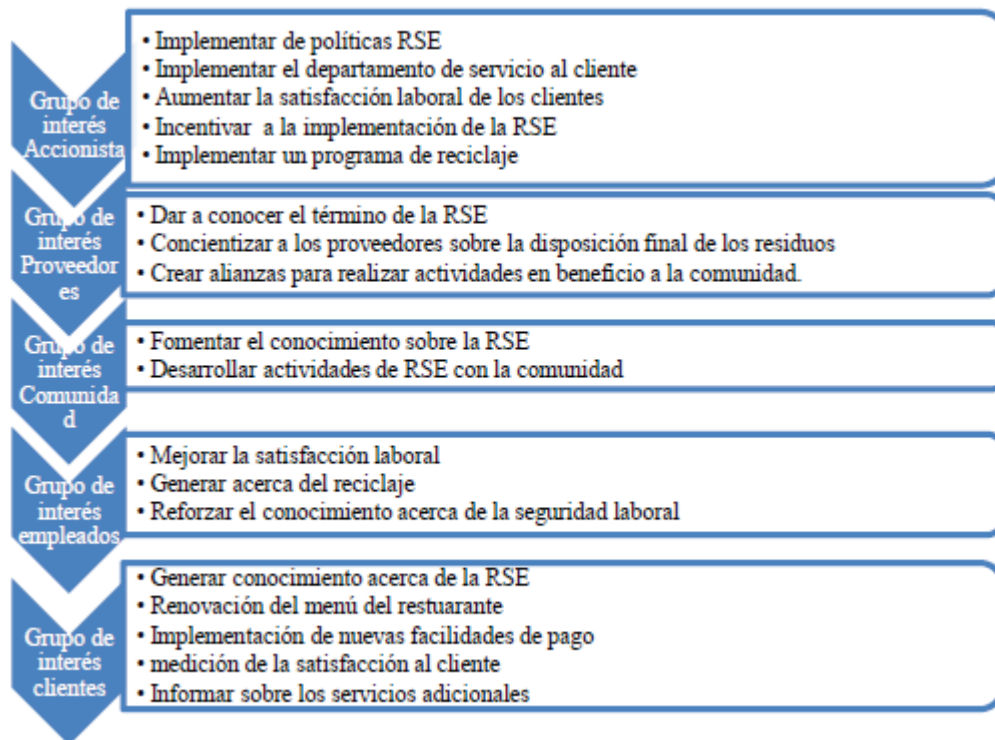 Grupo de
interés
Accionista
• Implementar de políticas RSE
• Implementar el departamento de servicio al cliente
• Aumentar la satisfacción laboral de los clientes
• Incentivar a la implementación de la RSE
• Implementar un programa de reciclaje
Grupo de
interés
Proveedor
es
• Dar a conocer el término de la RSE
• Concientizar a los proveedores sobre la disposición final de los residuos
• Crear alianzas para realizar actividades en beneficio a la comunidad.
Grupo de
interés
Comunida
d
• Fomentar el conocimiento sobre la RSE
• Desarrollar actividades de RSE con la comunidad
Grupo de
interés
empleados
• Mejorar la satisfacción laboral
• Generar acerca del reciclaje
• Reforzar el conocimiento acerca de la seguridad laboral
Grupo de
interés
clientes
• Generar conocimiento acerca de la RSE
• Renovación del menú del restuarante
• Implementación de nuevas facilidades de pago
• medición de la satisfacción al cliente
• Informar sobre los servicios adicionales